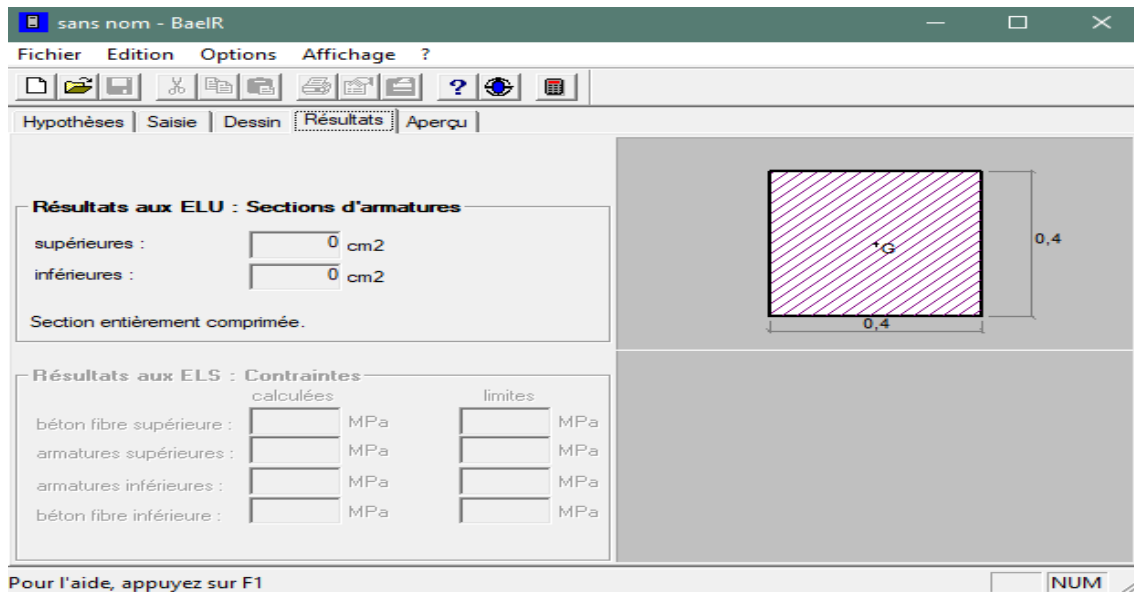 sans nom - BaelR
Fichier Edition Options Affichage ?
Hypothèses Saisie Dessin Résultats Aperçu
Résultats aux ELU : Sections d'armatures
supérieures : 0 cm2
inférieures : 0 cm2
Section entièrement comprimée.
G
0,4
0,4
Résultats aux ELS : Contraintes
calculées limites
béton fibre supérieure : MPa MPa
armatures supérieures : MPa MPa
armatures inférieures : MPa MPa
béton fibre inférieure : MPa MPa
Pour l'aide, appuyez sur F1
NUM